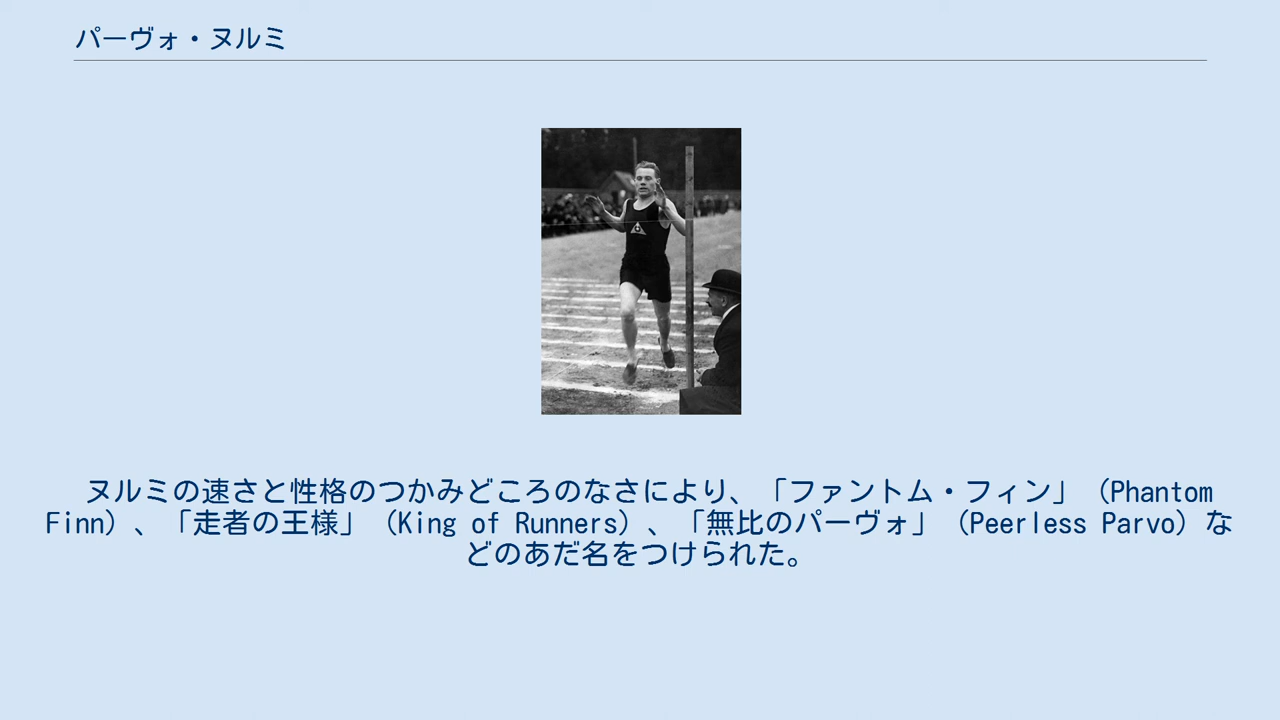 パーヴォ・ヌルミ
ヌルミの速さと性格のつかみどころのなさにより、「ファントム・フィン」（Phantom
Finn）、「走者の王様」（King of Runners）、「無比のパーヴォ」（Peerless Parvo）な
どのあだ名をつけられた。